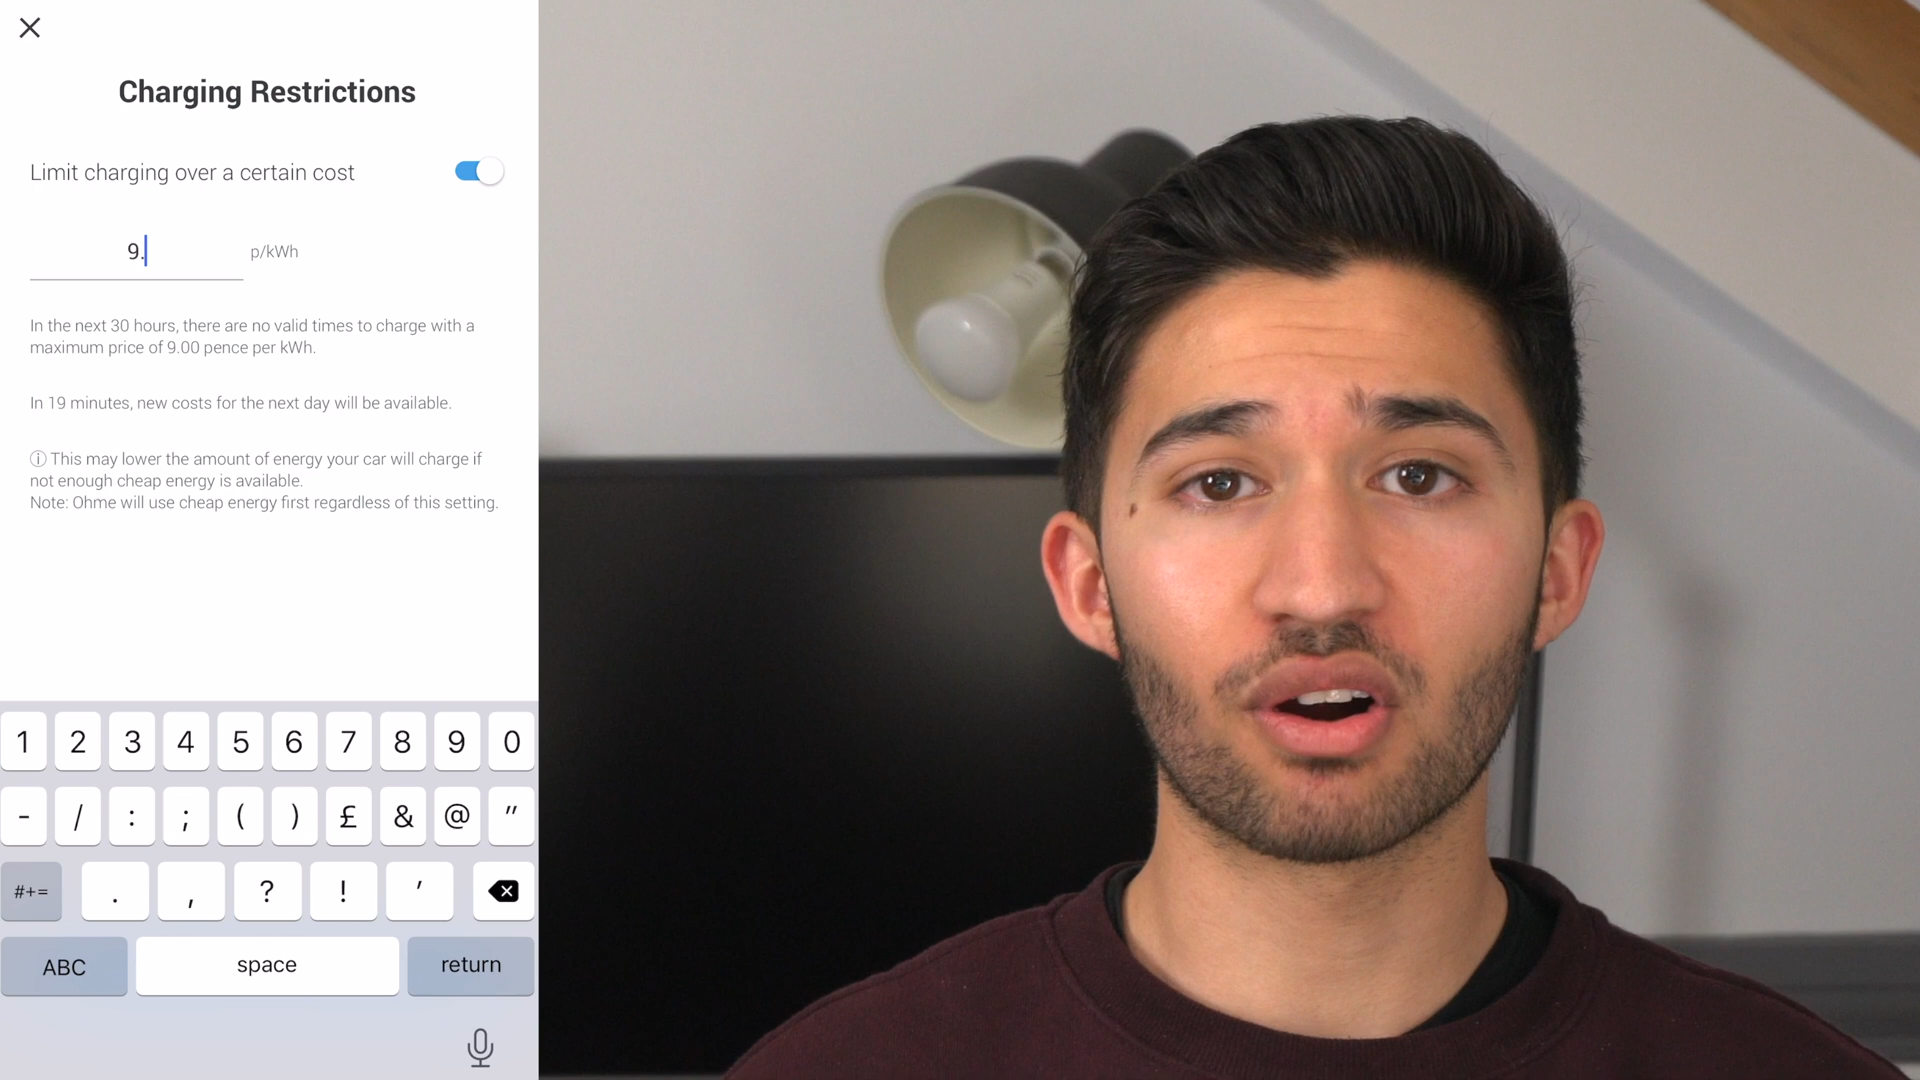 Charging Restrictions
Limit charging over a certain cost
9. p/kWh
In the next 30 hours, there are no valid times to charge with a
maximum price of 9.00 pence per kWh.
In 19 minutes, new costs for the next day will be available.
ⓘ This may lower the amount of energy your car will charge if
not enough cheap energy is available.
Note: Ohme will use cheap energy first regardless of this setting.
1 2 3 4 5 6 7 8 9 0
- / : ; ( ) £ & @ "
#+= . , ? ! '
ABC space return